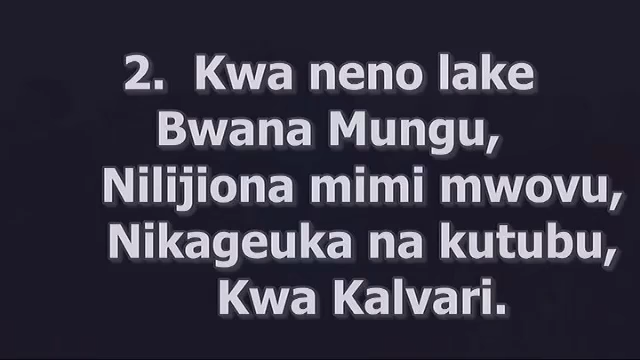 2. Kwa neno lake
Bwana Mungu,
Nilijiona mimi mwovu,
Nikageuka na kutubu,
Kwa Kalvari.